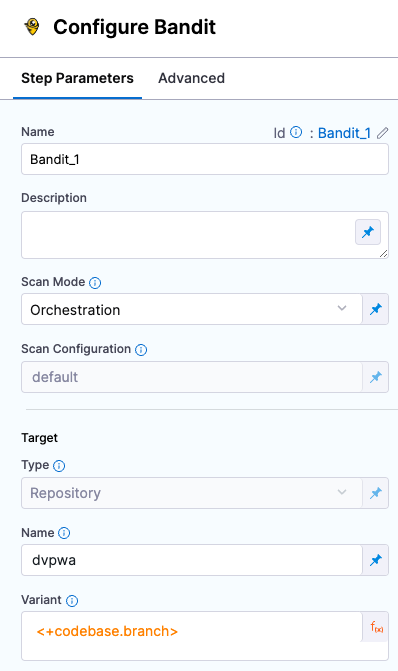 Configure Bandit
Step Parameters Advanced
Name Id : Bandit_1
Bandit_1
Description
Scan Mode
Orchestration
Scan Configuration
default
Target
Type
Repository
Name
dvpwa
Variant
<+codebase.branch> f(x)